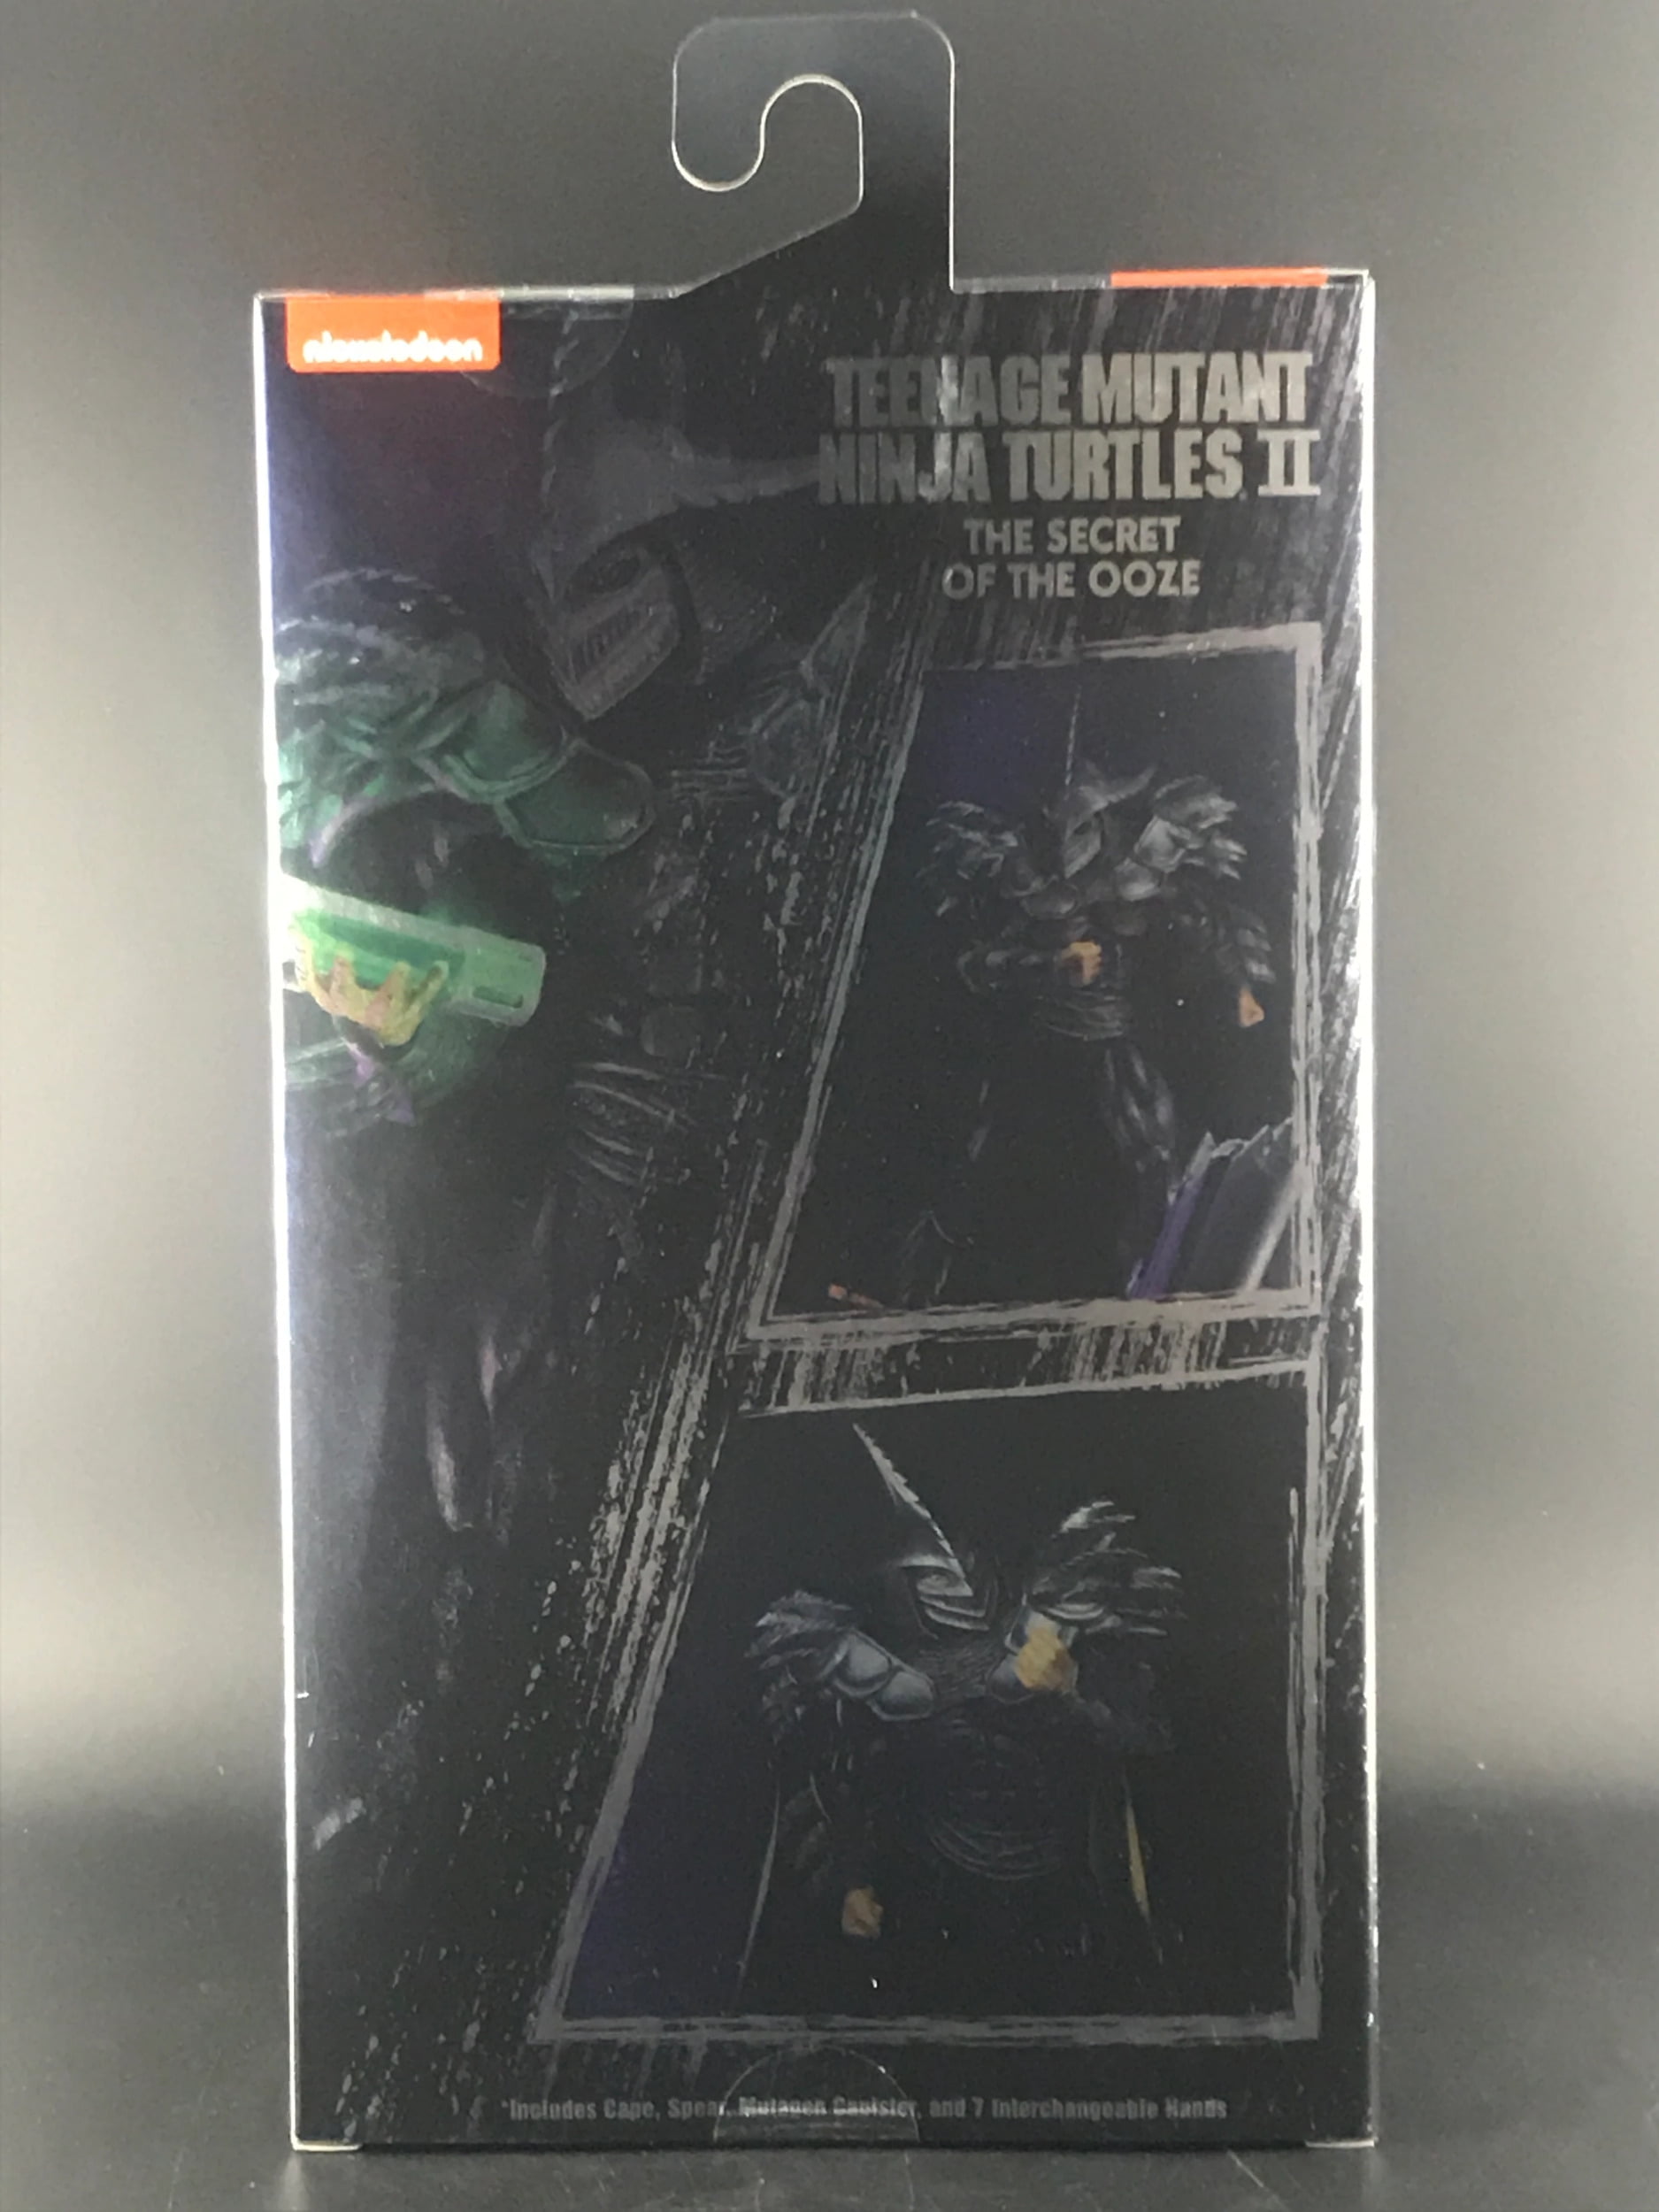 nickelodeon
TEENAGE MUTANT
NINJA TURTLES II
THE SECRET
OF THE OOZE
*Includes Cape, Spear, Mutagen Canister, and 7 Interchangeable Hands